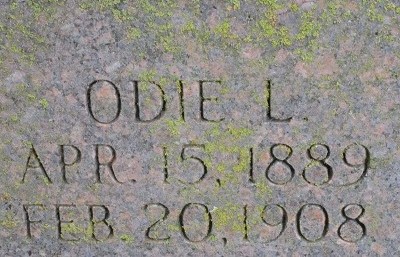 ODIE L.
APR. 15, 1889
FEB. 20, 1908